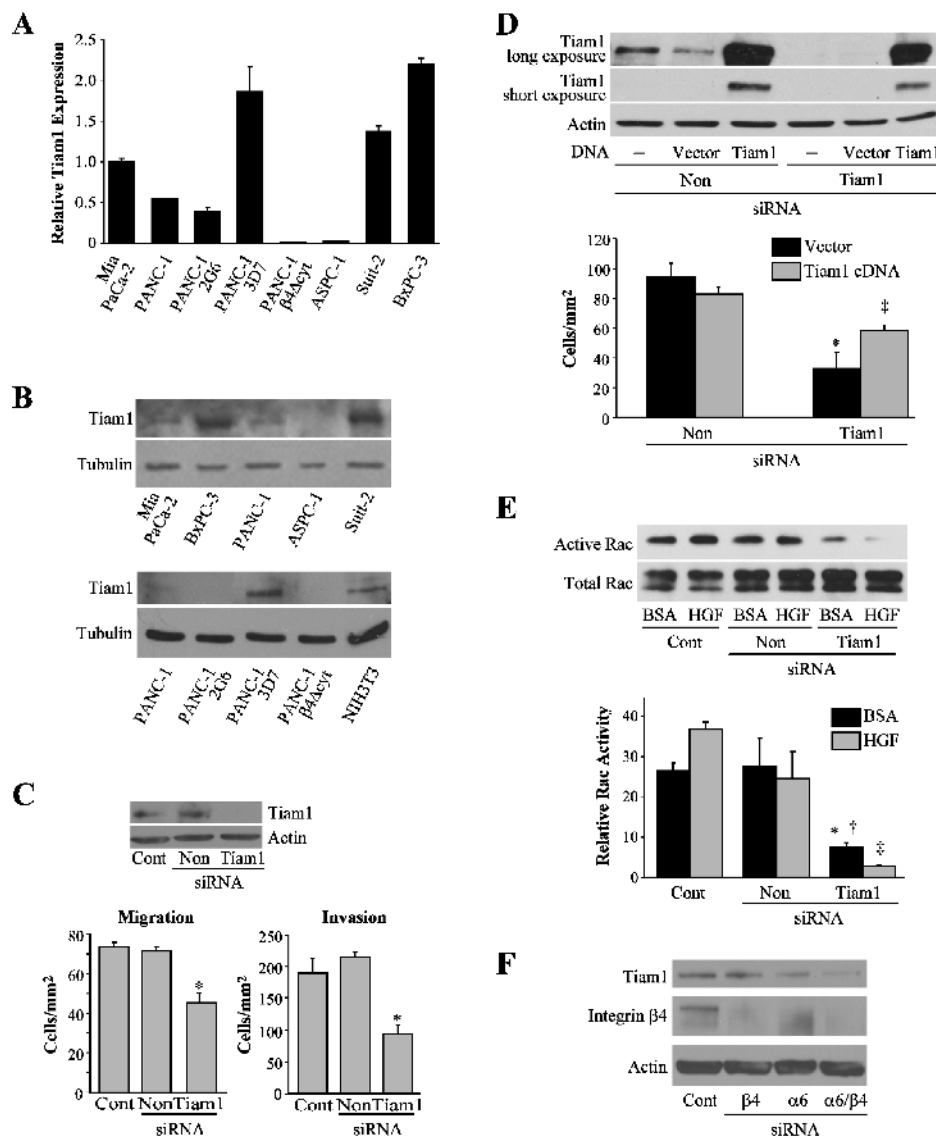 A
Relative Tiam1 Expression
2.5
2.0
1.5
1.0
0.5
0
Mia PaCa-2
PANC-1
PANC-1 2G6
PANC-1 3D7
PANC-1 β4Δcyt
ASPC-1
Suit-2
BxPC-3
B
Tiam1
Tubulin
Mia PaCa-2
BxPC-3
PANC-1
ASPC-1
Suit-2
Tiam1
Tubulin
PANC-1
PANC-1 2G6
PANC-1 3D7
PANC-1 β4Δcyt
NIH3T3
C
Tiam1
Actin
Cont Non Tiam1
siRNA
Migration
Cells/mm²
80
60
40
20
0
*
Cont Non Tiam1
siRNA
Invasion
Cells/mm²
250
200
150
100
50
0
*
Cont Non Tiam1
siRNA
D
Tiam1 long exposure
Tiam1 short exposure
Actin
DNA – Vector Tiam1 – Vector Tiam1
Non Tiam1
siRNA
Cells/mm²
120
100
80
60
40
20
0
Vector
Tiam1 cDNA
* ‡
Non Tiam1
siRNA
E
Active Rac
Total Rac
BSA HGF BSA HGF BSA HGF
Cont Non Tiam1
siRNA
Relative Rac Activity
40
30
20
10
0
BSA
HGF
* † ‡
Cont Non Tiam1
siRNA
F
Tiam1
Integrin β4
Actin
Cont β4 α6 α6/β4
siRNA